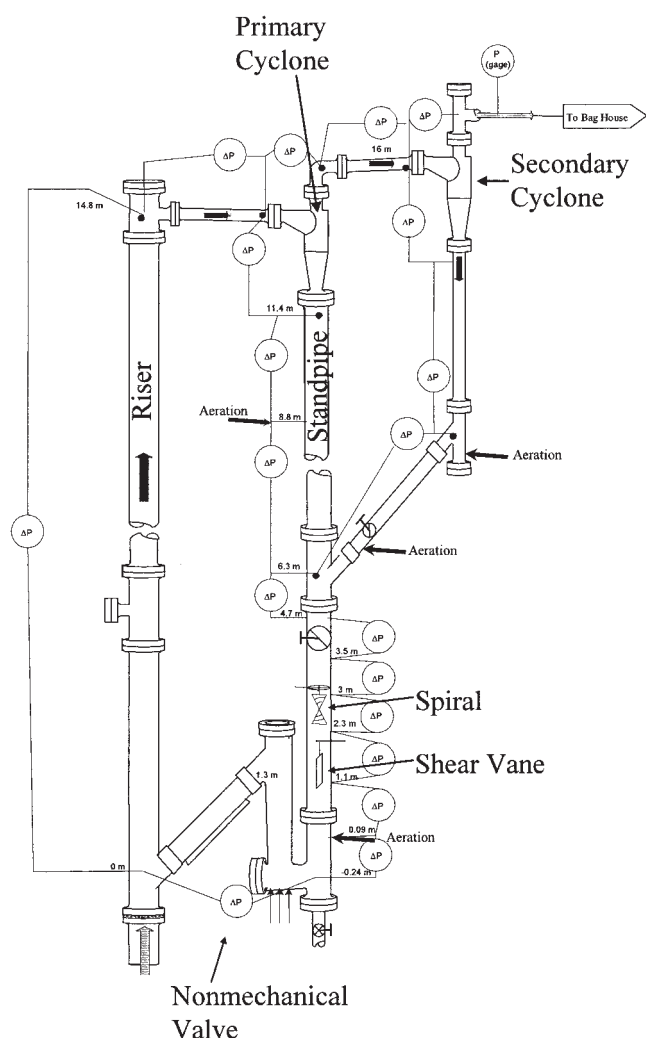 Primary
Cyclone
P
(gage)
To Bag House
ΔP
ΔP
ΔP
ΔP
16 m
Secondary
Cyclone
14.8 m
ΔP
ΔP
11.4 m
ΔP
Riser
Standpipe
ΔP
Aeration
8.8 m
ΔP
ΔP
Aeration
ΔP
Aeration
6.3 m
ΔP
4.7 m
ΔP
3.5 m
ΔP
3 m
Spiral
ΔP
2.3 m
ΔP
Shear Vane
1.3 m
1.1 m
ΔP
0.09 m
Aeration
ΔP
0 m
-0.24 m
ΔP
Nonmechanical
Valve